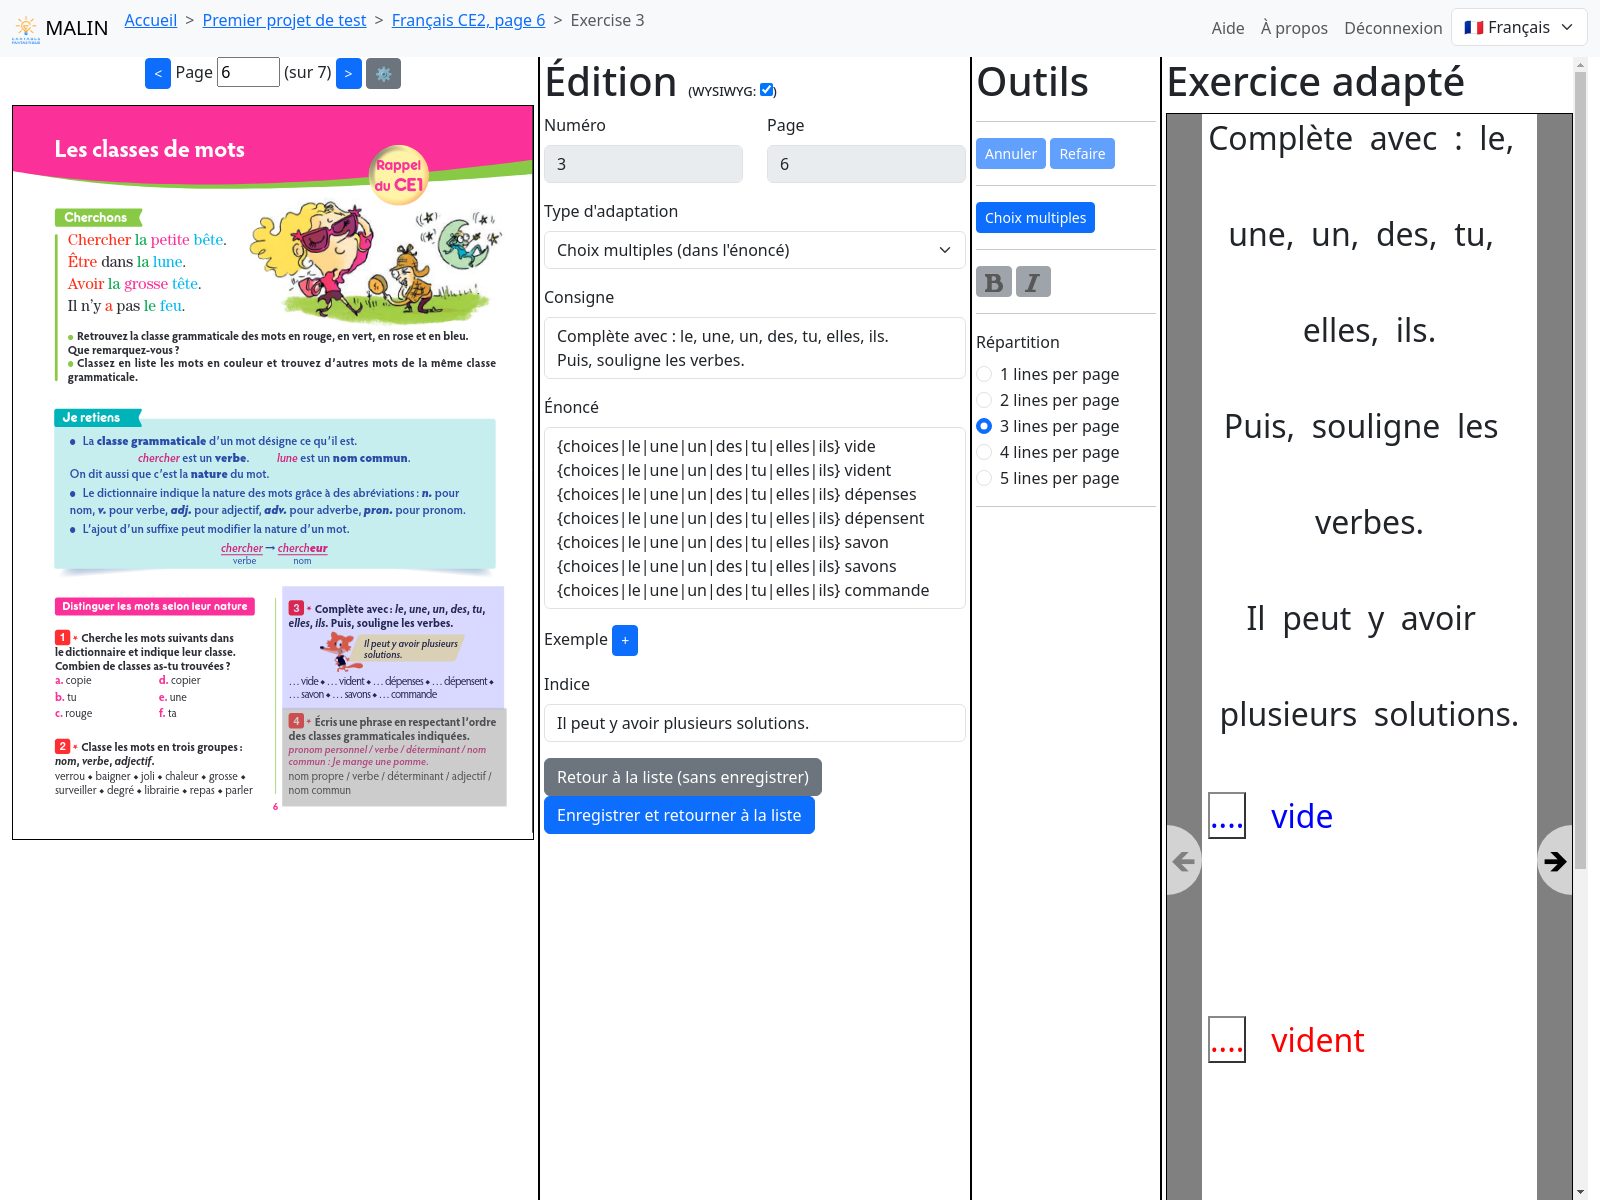 MALIN
Accueil > Premier projet de test > Français CE2, page 6 > Exercise 3
Aide À propos Déconnexion Français
< Page 6 (sur 7) >
Les classes de mots
Rappel
du CE1
Cherchons
Chercher la petite bête.
Être dans la lune.
Avoir la grosse tête.
Il n'y a pas le feu.
● Retrouvez la classe grammaticale des mots en rouge, en vert, en rose et en bleu.
Que remarquez-vous ?
● Classez en liste les mots en couleur et trouvez d'autres mots de la même classe
grammaticale.
Je retiens
● La classe grammaticale d'un mot désigne ce qu'il est.
chercher est un verbe. lune est un nom commun.
On dit aussi que c'est la nature du mot.
● Le dictionnaire indique la nature des mots grâce à des abréviations : n. pour
nom, v. pour verbe, adj. pour adjectif, adv. pour adverbe, pron. pour pronom.
● L'ajout d'un suffixe peut modifier la nature d'un mot.
chercher → chercheur
verbe nom
Distinguer les mots selon leur nature
1 * Cherche les mots suivants dans
le dictionnaire et indique leur classe.
Combien de classes as-tu trouvées ?
a. copie d. copier
b. tu e. une
c. rouge f. ta
2 * Classe les mots en trois groupes :
nom, verbe, adjectif.
verrou ◆ baigner ◆ joli ◆ chaleur ◆ grosse ◆
surveiller ◆ degré ◆ librairie ◆ repas ◆ parler
3 * Complète avec : le, une, un, des, tu,
elles, ils. Puis, souligne les verbes.
Il peut y avoir plusieurs
solutions.
… vide ◆ … vident ◆ … dépenses ◆ … dépensent ◆
… savon ◆ … savons ◆ … commande
4 * Écris une phrase en respectant l'ordre
des classes grammaticales indiquées.
pronom personnel / verbe / déterminant / nom
commun : Je mange une pomme.
nom propre / verbe / déterminant / adjectif /
nom commun
6
Édition (WYSIWYG: )
Numéro Page
3 6
Type d'adaptation
Choix multiples (dans l'énoncé)
Consigne
Complète avec : le, une, un, des, tu, elles, ils.
Puis, souligne les verbes.
Énoncé
{choices|le|une|un|des|tu|elles|ils} vide
{choices|le|une|un|des|tu|elles|ils} vident
{choices|le|une|un|des|tu|elles|ils} dépenses
{choices|le|une|un|des|tu|elles|ils} dépensent
{choices|le|une|un|des|tu|elles|ils} savon
{choices|le|une|un|des|tu|elles|ils} savons
{choices|le|une|un|des|tu|elles|ils} commande
Exemple +
Indice
Il peut y avoir plusieurs solutions.
Retour à la liste (sans enregistrer)
Enregistrer et retourner à la liste
Outils
Annuler Refaire
Choix multiples
B I
Répartition
1 lines per page
2 lines per page
3 lines per page
4 lines per page
5 lines per page
Exercice adapté
Complète avec : le,
une, un, des, tu,
elles, ils.
Puis, souligne les
verbes.
Il peut y avoir
plusieurs solutions.
.... vide
.... vident